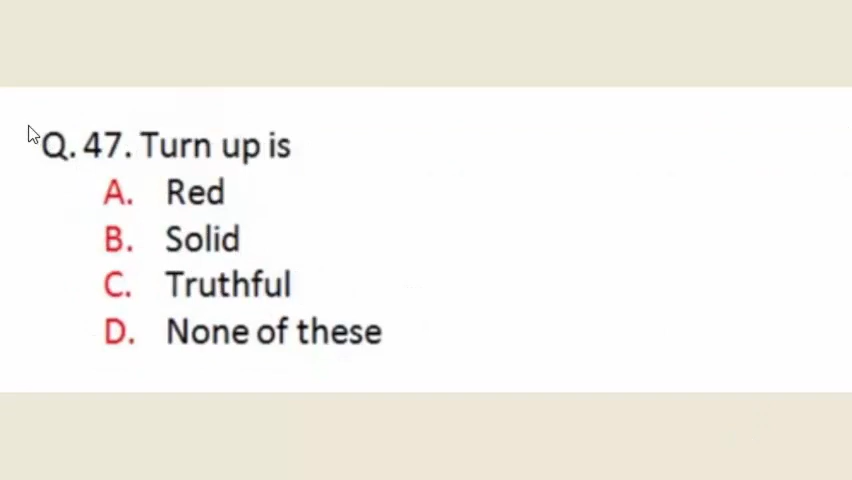 Q. 47. Turn up is
A. Red
B. Solid
C. Truthful
D. None of these